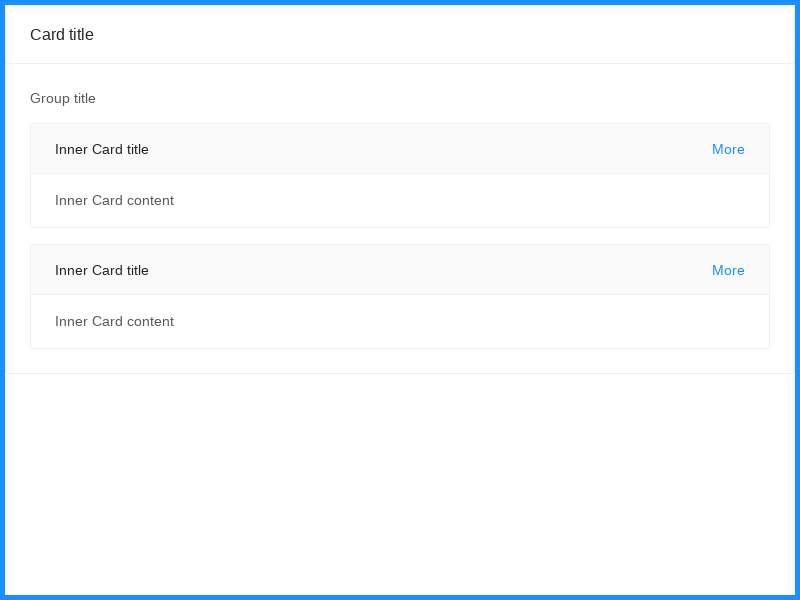 Card title
Group title
Inner Card title More
Inner Card content
Inner Card title More
Inner Card content